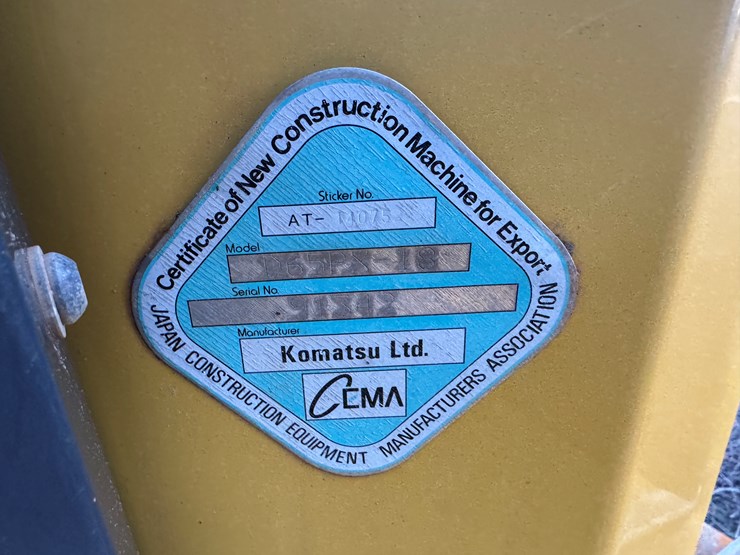 Certificate of New Construction Machine for Export
Sticker No.
AT-
Model
Serial No.
Manufacturer
Komatsu Ltd.
CEMA
JAPAN CONSTRUCTION EQUIPMENT MANUFACTURERS ASSOCIATION